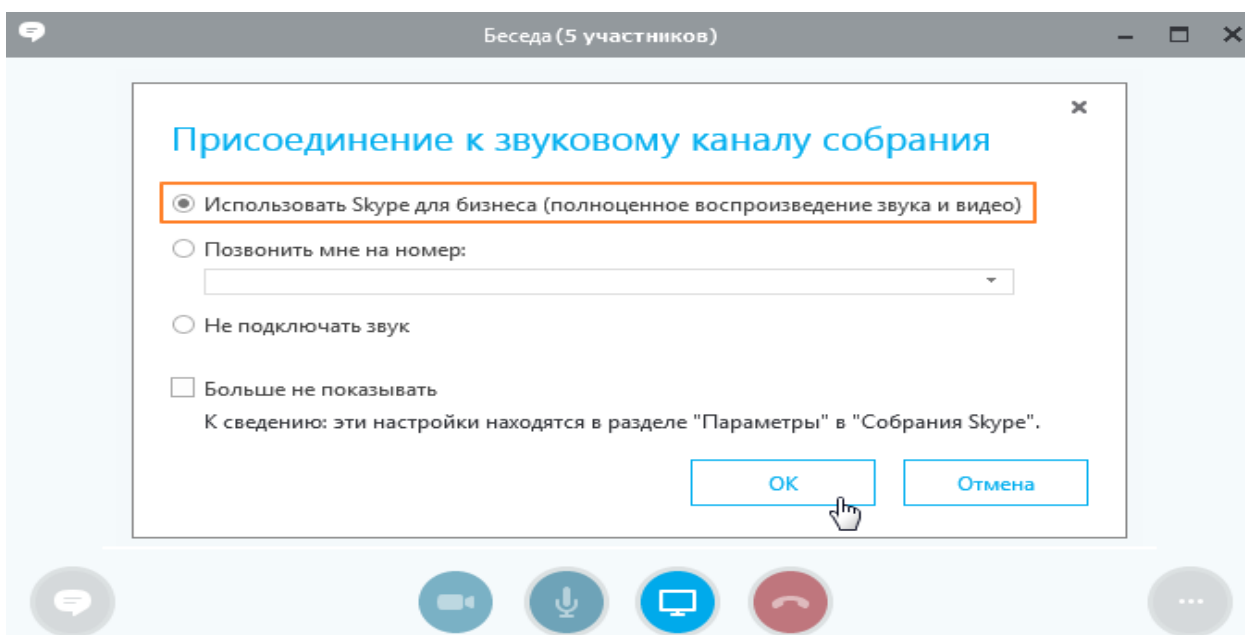 Беседа (5 участников)
Присоединение к звуковому каналу собрания
Использовать Skype для бизнеса (полноценное воспроизведение звука и видео)
Позвонить мне на номер:
Не подключать звук
Больше не показывать
К сведению: эти настройки находятся в разделе "Параметры" в "Собрания Skype".
ОК
Отмена